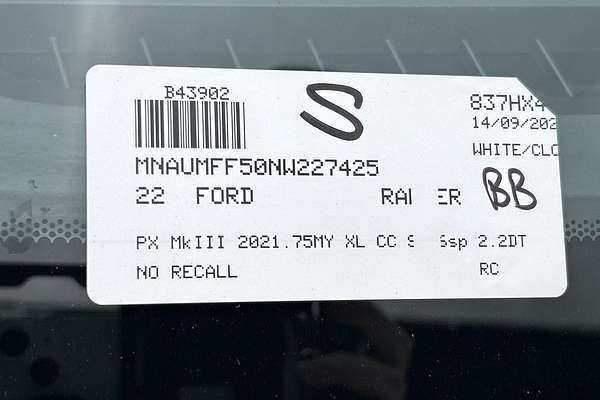 B43902
S
837HX4
14/09/202
MNAUMFF50NW227425
WHITE/CLO
22 FORD
BB
PX MkIII 2021.75MY XL CC 6sp 2.2DT
NO RECALL RC